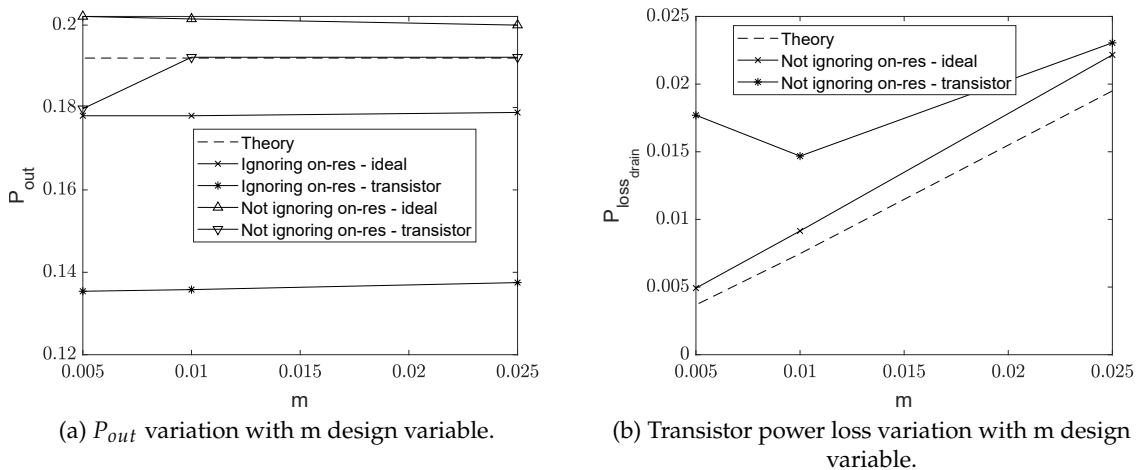 0.2
0.18
0.16
0.14
0.12
P_out
Theory
Ignoring on-res - ideal
Ignoring on-res - transistor
Not ignoring on-res - ideal
Not ignoring on-res - transistor
0.005 0.01 0.015 0.02 0.025
m
(a) P_out variation with m design variable.
0.025
0.02
0.015
0.01
0.005
0
P_loss_drain
Theory
Not ignoring on-res - ideal
Not ignoring on-res - transistor
0.005 0.01 0.015 0.02 0.025
m
(b) Transistor power loss variation with m design
variable.